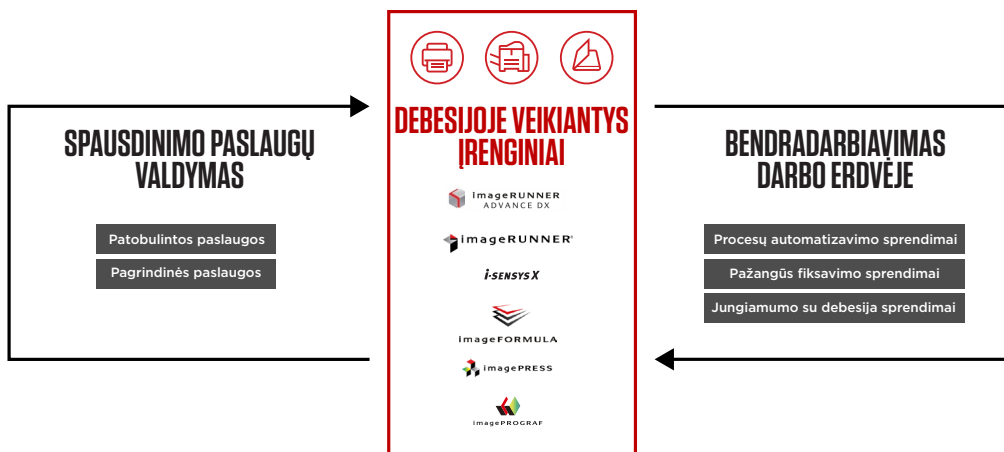 SPAUSDINIMO PASLAUGŲ
VALDYMAS
Patobulintos paslaugos
Pagrindinės paslaugos
DEBESIJOJE VEIKIANTYS
ĮRENGINIAI
imageRUNNER
ADVANCE DX
imageRUNNER®
i-SENSYS X
imageFORMULA
imagePRESS
imagePROGRAF
BENDRADARBIAVIMAS
DARBO ERDVĖJE
Procesų automatizavimo sprendimai
Pažangūs fiksavimo sprendimai
Jungiamumo su debesija sprendimai